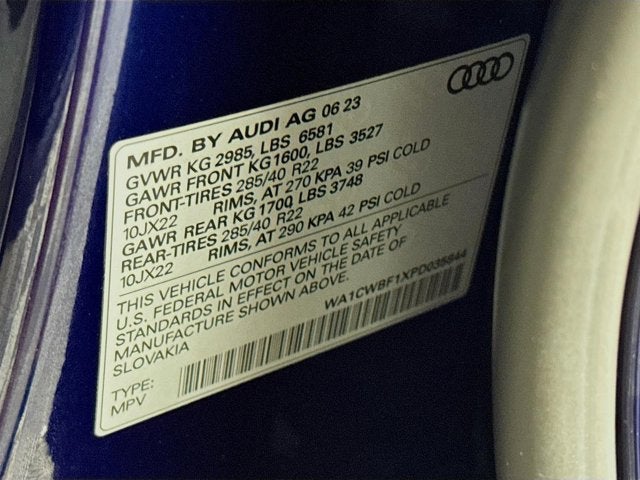 MFD. BY AUDI AG 06 23
GVWR KG 2985, LBS 6581
GAWR FRONT KG1600, LBS 3527
FRONT-TIRES 285/40 R22
10JX22 RIMS, AT 270 KPA 39 PSI COLD
GAWR REAR KG 1700, LBS 3748
REAR-TIRES 285/40 R22
10JX22 RIMS, AT 290 KPA 42 PSI COLD
THIS VEHICLE CONFORMS TO ALL APPLICABLE
U.S. FEDERAL MOTOR VEHICLE SAFETY
STANDARDS IN EFFECT ON THE DATE OF
MANUFACTURE SHOWN ABOVE.
SLOVAKIA
WA1CWBF1XPD035844
TYPE:
MPV